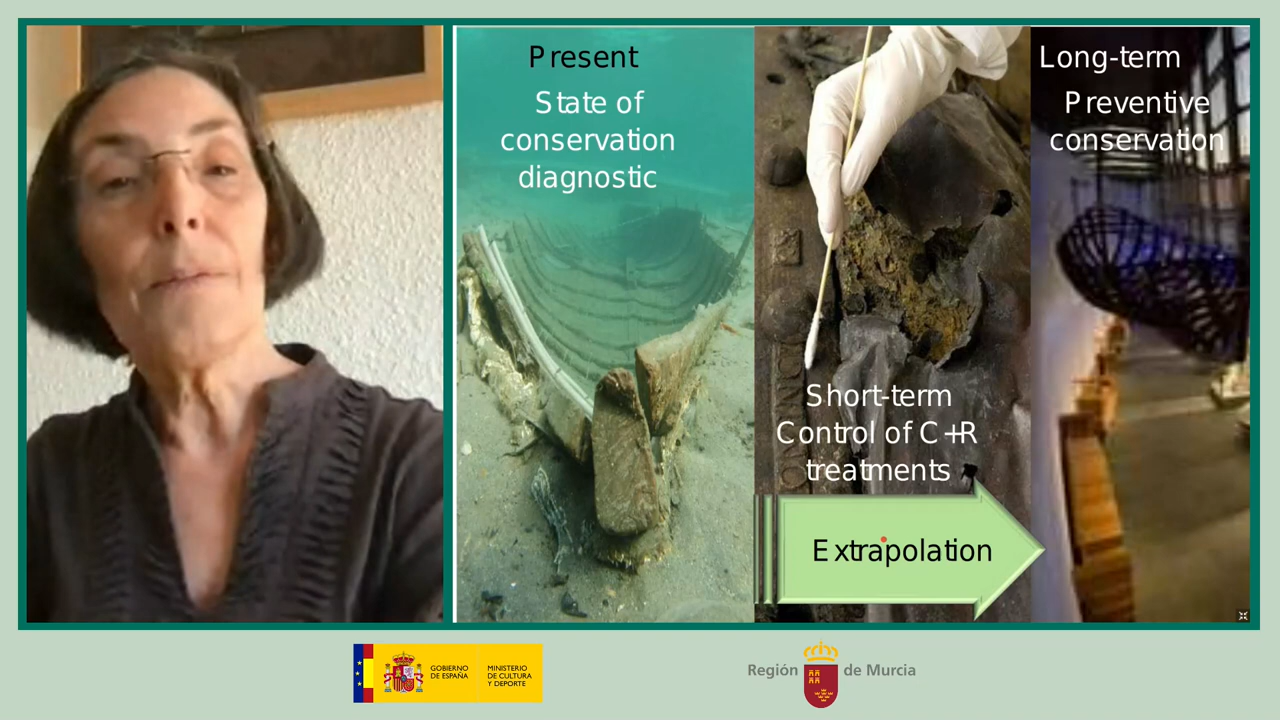 Present
State of
conservation
diagnostic
Short-term
Control of C+R
treatments
Extrapolation
Long-term
Preventive
conservation
GOBIERNO
DE ESPAÑA
MINISTERIO
DE CULTURA
Y DEPORTE
Región de Murcia